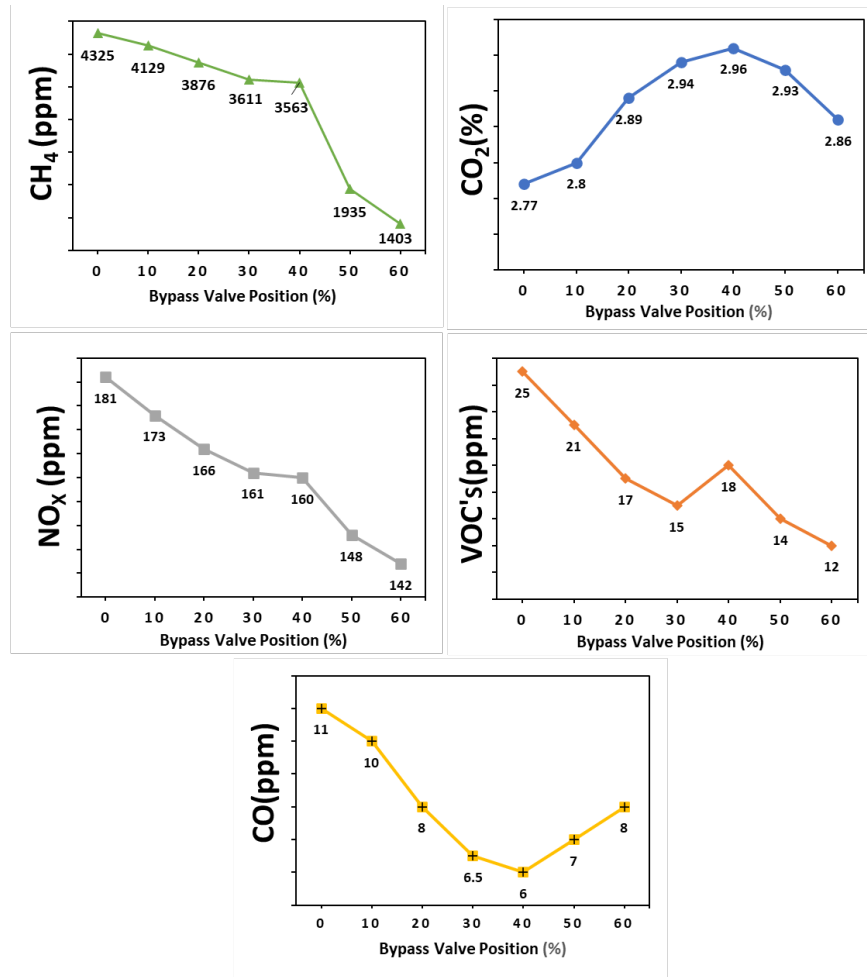 CH4 (ppm)
4325
4129
3876
3611
3563
1935
1403
0 10 20 30 40 50 60
Bypass Valve Position (%)
CO2(%)
2.77
2.8
2.89
2.94
2.96
2.93
2.86
0 10 20 30 40 50 60
Bypass Valve Position (%)
NOX (ppm)
181
173
166
161
160
148
142
0 10 20 30 40 50 60
Bypass Valve Position (%)
VOC's(ppm)
25
21
17
15
18
14
12
0 10 20 30 40 50 60
Bypass Valve Position (%)
CO(ppm)
11
10
8
6.5
6
7
8
0 10 20 30 40 50 60
Bypass Valve Position (%)